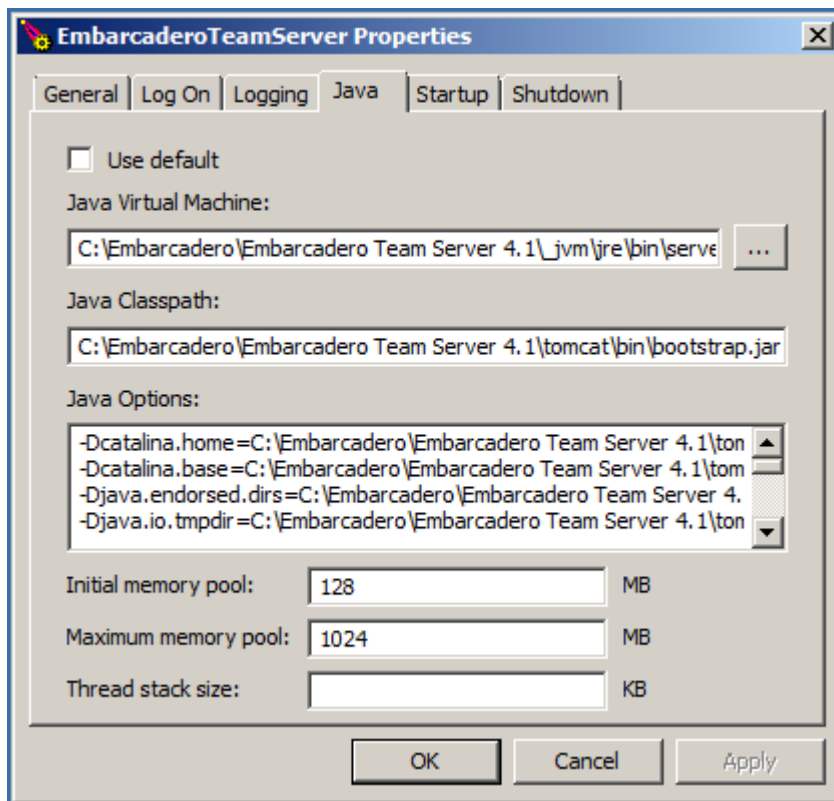 EmbarcaderoTeamServer Properties
General Log On Logging Java Startup Shutdown
Use default
Java Virtual Machine:
C:\Embarcadero\Embarcadero Team Server 4.1\_jvm\jre\bin\serve ...
Java Classpath:
C:\Embarcadero\Embarcadero Team Server 4.1\tomcat\bin\bootstrap.jar
Java Options:
-Dcatalina.home=C:\Embarcadero\Embarcadero Team Server 4.1\tom
-Dcatalina.base=C:\Embarcadero\Embarcadero Team Server 4.1\tom
-Djava.endorsed.dirs=C:\Embarcadero\Embarcadero Team Server 4.
-Djava.io.tmpdir=C:\Embarcadero\Embarcadero Team Server 4.1\tom
Initial memory pool: 128 MB
Maximum memory pool: 1024 MB
Thread stack size: KB
OK Cancel Apply